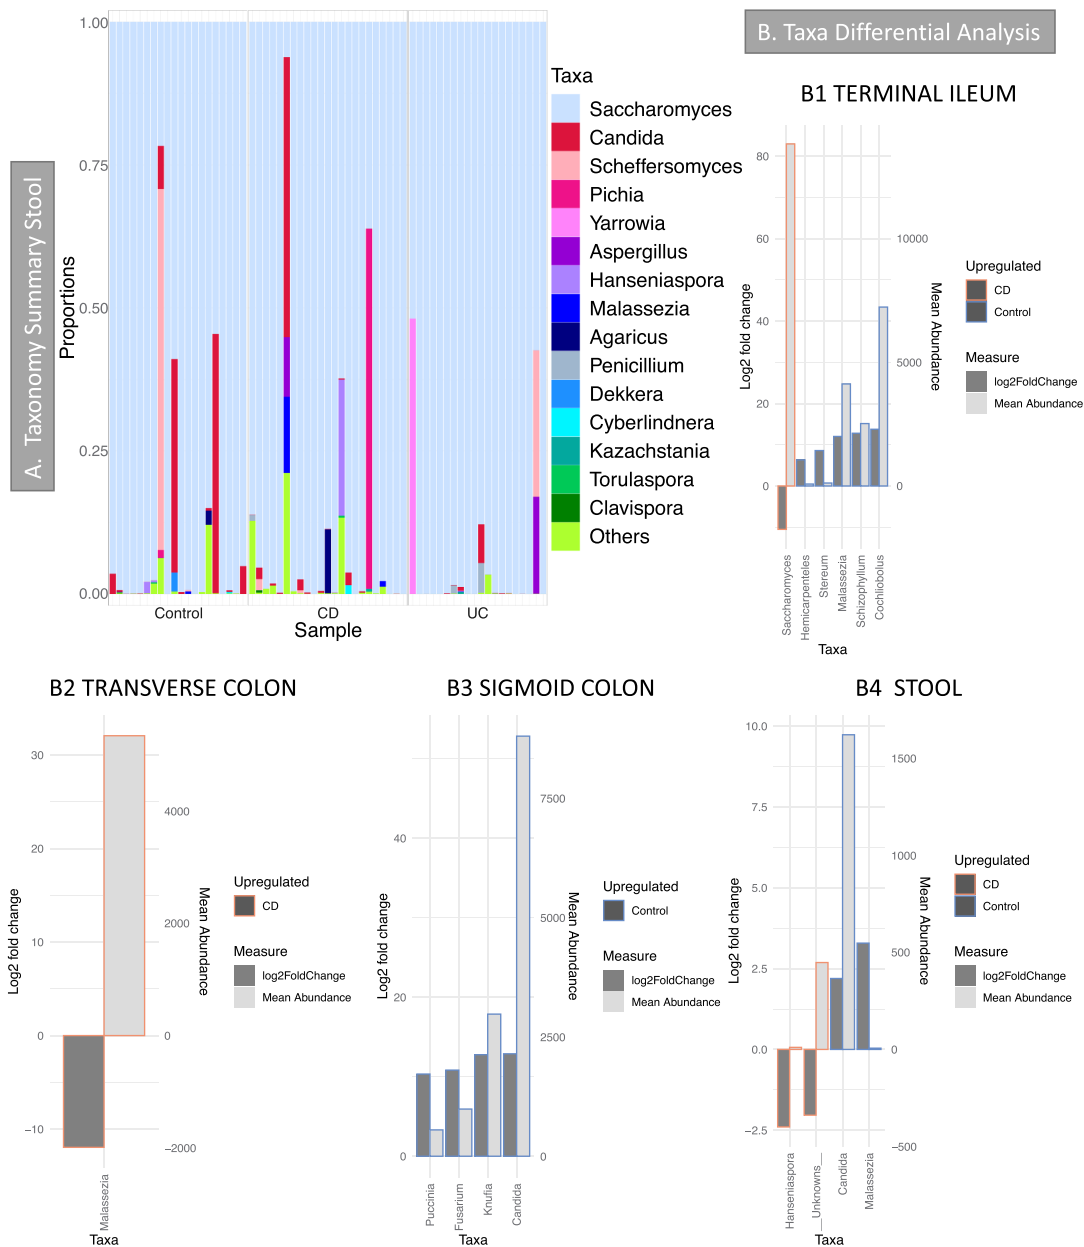 A. Taxonomy Summary Stool
Proportions
1.00
0.75
0.50
0.25
0.00
Control
CD
UC
Sample
Taxa
Saccharomyces
Candida
Scheffersomyces
Pichia
Yarrowia
Aspergillus
Hanseniaspora
Malassezia
Agaricus
Penicillium
Dekkera
Cyberlindnera
Kazachstania
Torulaspora
Clavispora
Others
B. Taxa Differential Analysis
B1 TERMINAL ILEUM
Log2 fold change
80
60
40
20
0
10000
5000
0
Mean Abundance
Saccharomyces
Hemicarpenteles
Stereum
Malassezia
Schizophyllum
Cochliobolus
Taxa
Upregulated
CD
Control
Measure
log2FoldChange
Mean Abundance
B2 TRANSVERSE COLON
Log2 fold change
30
20
10
0
−10
4000
2000
0
−2000
Mean Abundance
Malassezia
Taxa
Upregulated
CD
Measure
log2FoldChange
Mean Abundance
B3 SIGMOID COLON
Log2 fold change
40
20
0
7500
5000
2500
0
Mean Abundance
Puccinia
Fusarium
Knufia
Candida
Taxa
Upregulated
Control
Measure
log2FoldChange
Mean Abundance
B4 STOOL
Log2 fold change
10.0
7.5
5.0
2.5
0.0
−2.5
1500
1000
500
0
−500
Mean Abundance
Hanseniaspora
__Unknowns__
Candida
Malassezia
Taxa
Upregulated
CD
Control
Measure
log2FoldChange
Mean Abundance